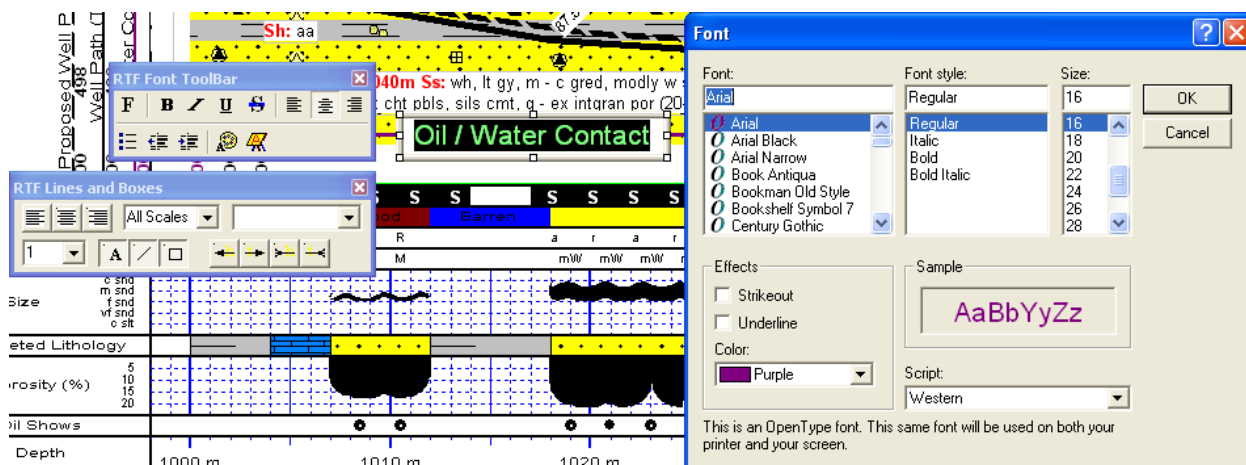 Proposed Well P
498
Well Path (
er Co
87.
Sh: aa
040m Ss: wh, lt gy, m - c gred, modly w s
cht pbls, sils cmt, q - ex intgran por (20-
RTF Font ToolBar
F B I U S
Oil / Water Contact
RTF Lines and Boxes
All Scales
1 A
S S S S S S
Barren
R a r a r
M mW mW mW
c snd
m snd
f snd
vf snd
c slt
Size
eted Lithology
orosity (%)
5
10
15
20
Oil Shows
Depth
1000 m 1010 m 1020 m
Font
Font: Font style: Size:
Arial Regular 16
OK
Cancel
Arial Regular 16
Arial Black Italic 18
Arial Narrow Bold 20
Book Antiqua Bold Italic 22
Bookman Old Style 24
Bookshelf Symbol 7 26
Century Gothic 28
Effects
Strikeout
Underline
Color:
Purple
Sample
AaBbYyZz
Script:
Western
This is an OpenType font. This same font will be used on both your
printer and your screen.